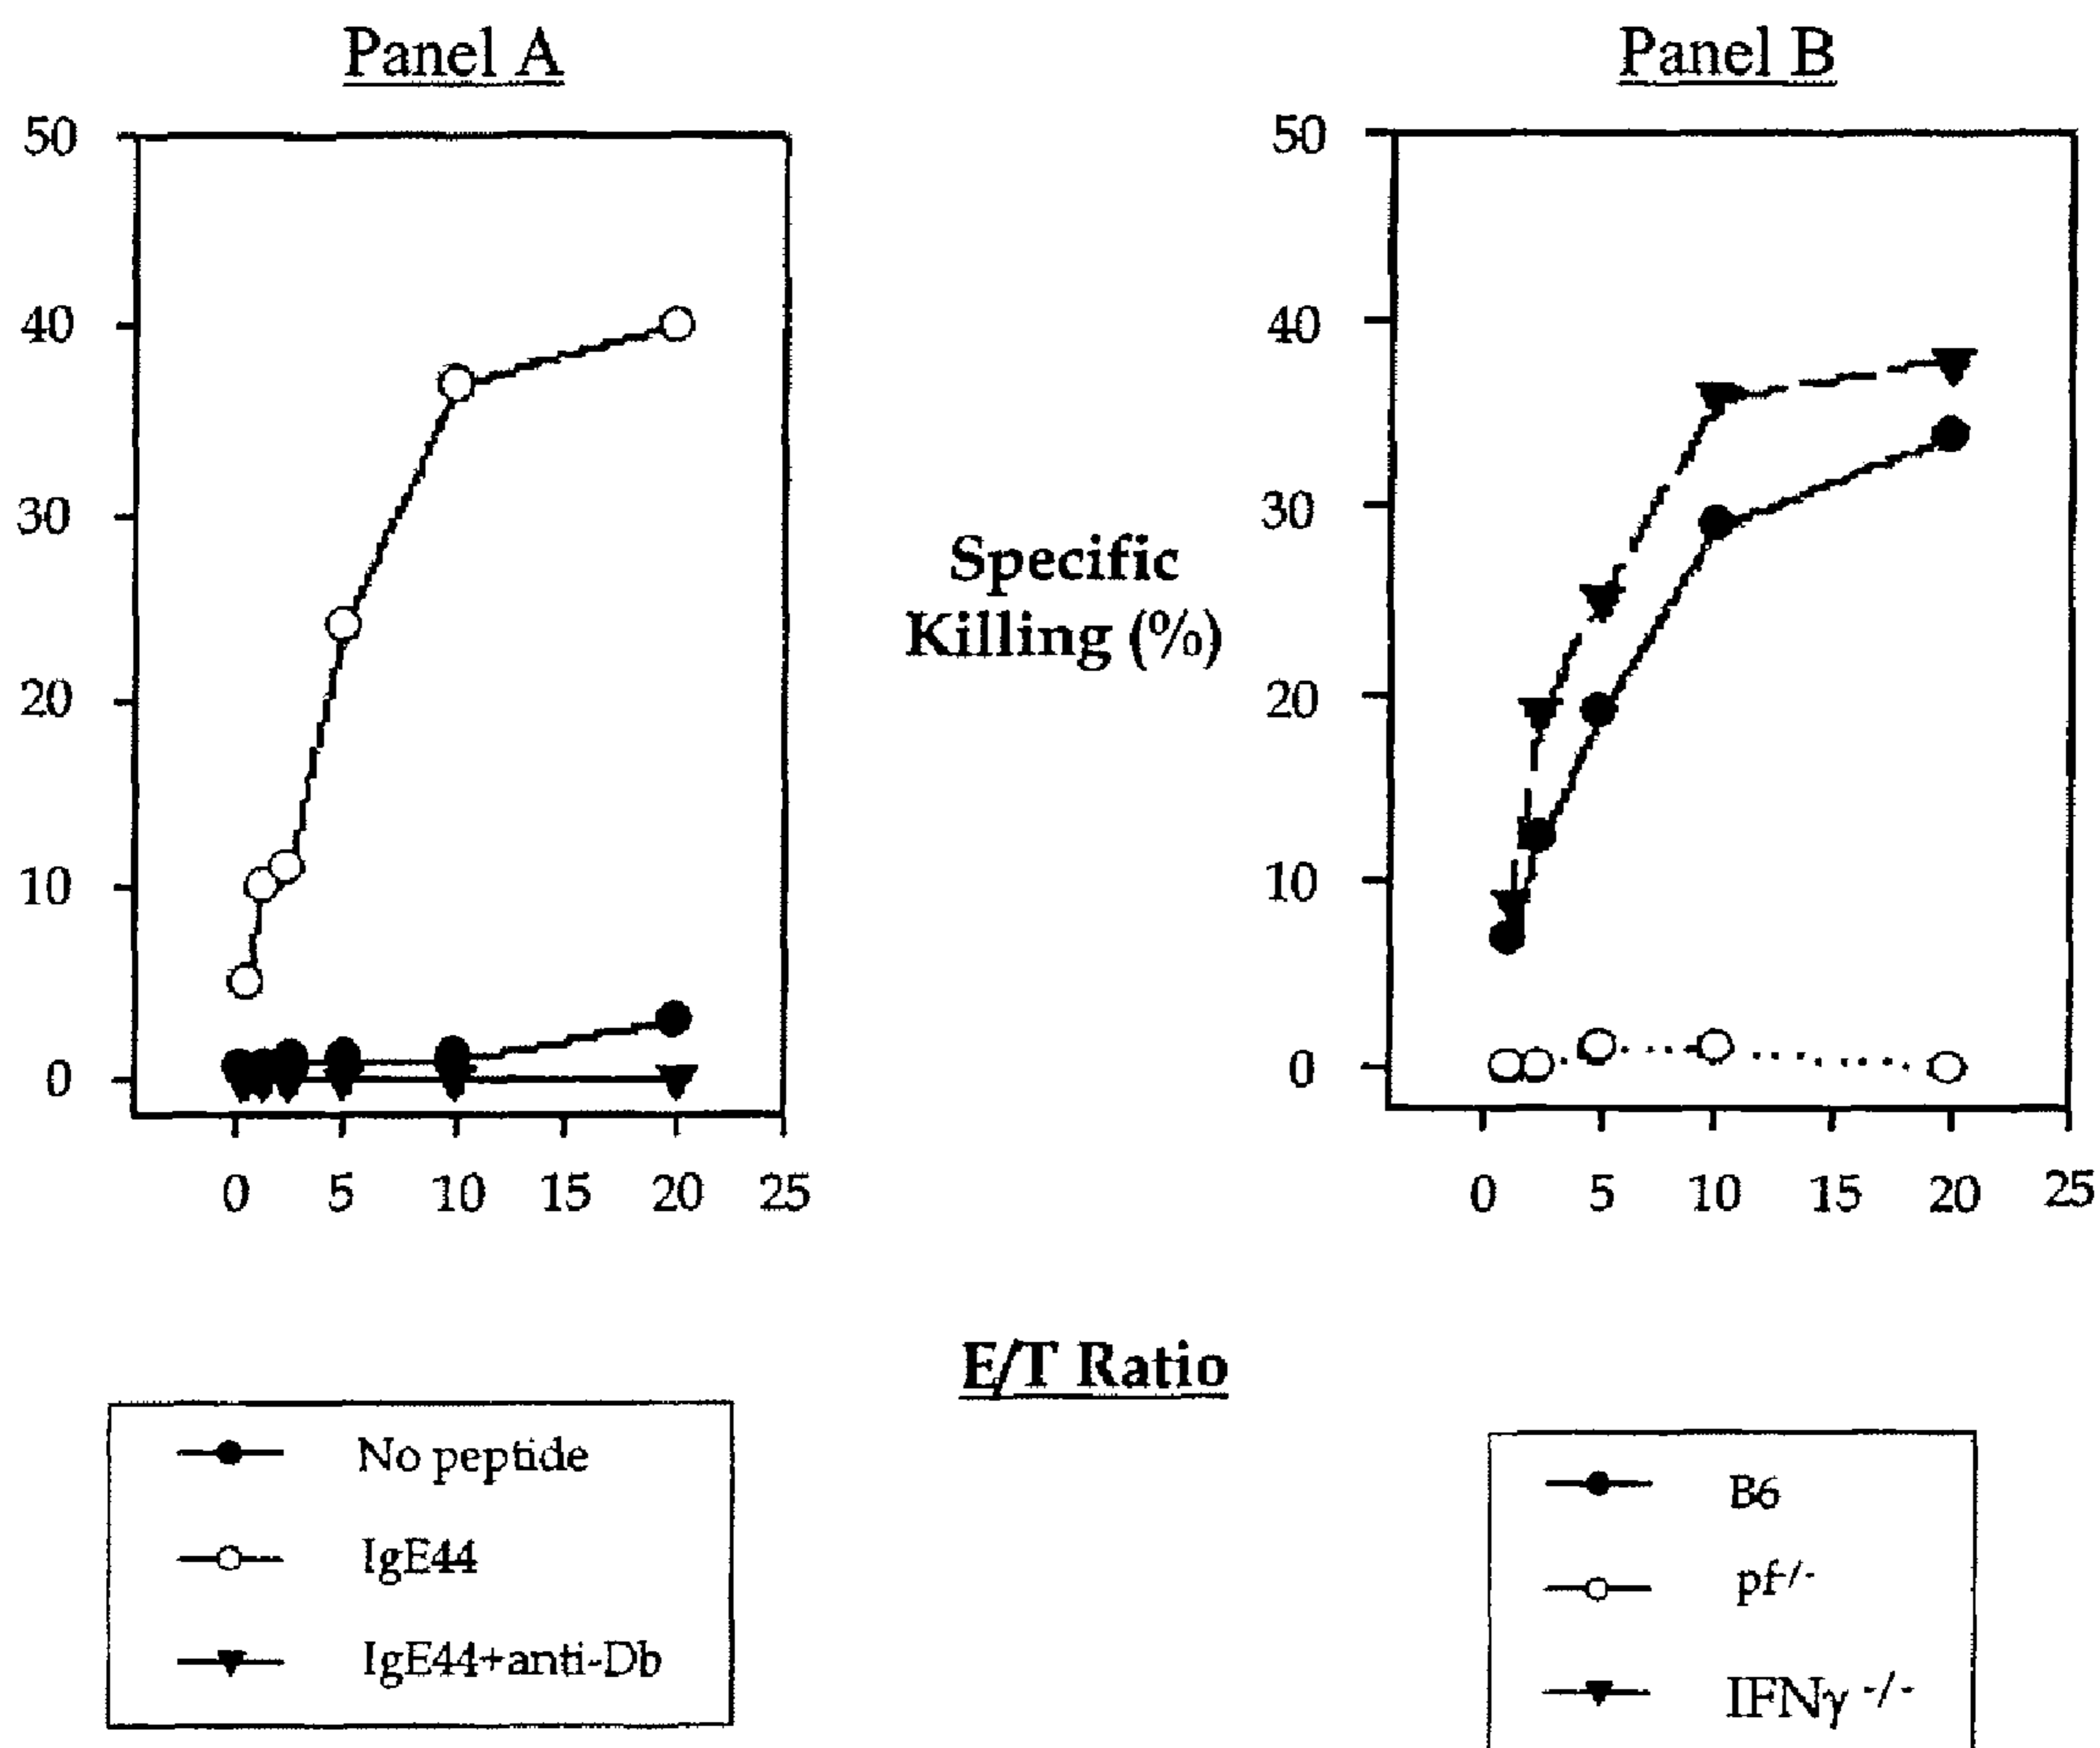 Panel A
50
40
30
20
10
0
0 5 10 15 20 25
Specific
Killing (%)
Panel B
50
40
30
20
10
0
0 5 10 15 20 25
E/T Ratio
No peptide
IgE44
IgE44+anti-Db
B6
pf-/-
IFNγ -/-